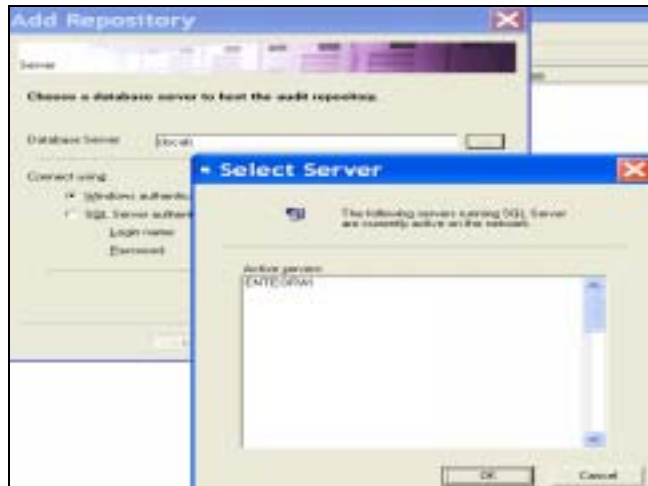 Add Repository
Server
Choose a database server to host the audit repository.
Database Server
(local)
Connect using
Windows
SQL Server
Login name
Password
Select Server
The following servers running SQL Server
are currently active on the network
Active servers
OK
Cancel